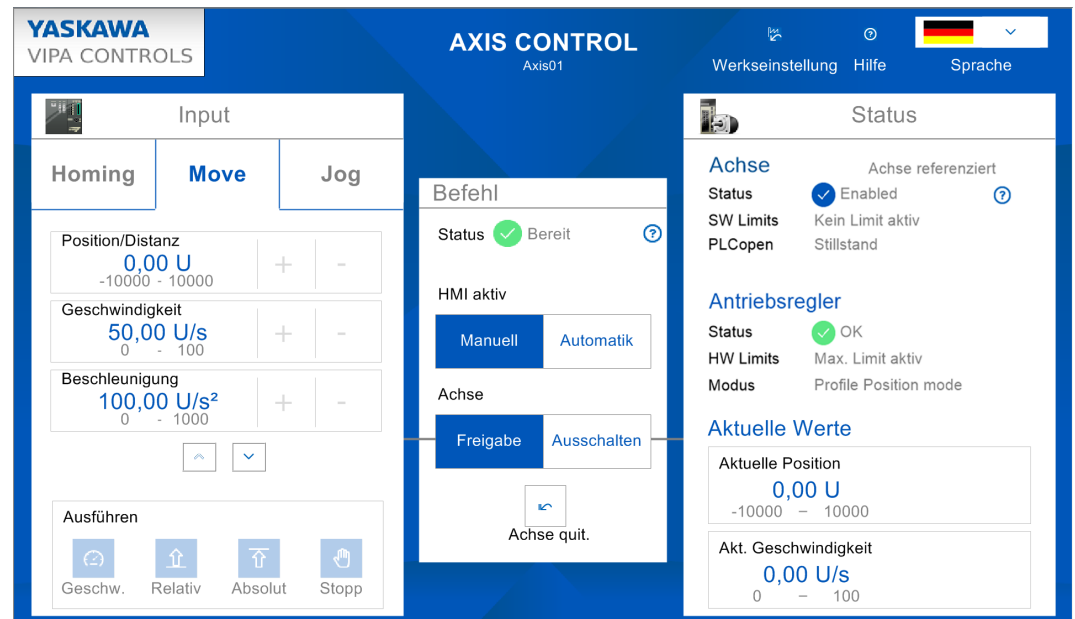 YASKAWA
VIPA CONTROLS
AXIS CONTROL
Axis01
Werkseinstellung
Hilfe
Sprache
Input
Homing
Move
Jog
Position/Distanz
0,00 U
-10000 - 10000
+
-
Geschwindigkeit
50,00 U/s
0 - 100
+
-
Beschleunigung
100,00 U/s²
0 - 1000
+
-
Ausführen
Geschw.
Relativ
Absolut
Stopp
Befehl
Status Bereit
?
HMI aktiv
Manuell
Automatik
Achse
Freigabe
Ausschalten
Achse quit.
Status
Achse
Achse referenziert
Status Enabled
?
SW Limits Kein Limit aktiv
PLCopen Stillstand
Antriebsregler
Status OK
HW Limits Max. Limit aktiv
Modus Profile Position mode
Aktuelle Werte
Aktuelle Position
0,00 U
-10000 – 10000
Akt. Geschwindigkeit
0,00 U/s
0 – 100